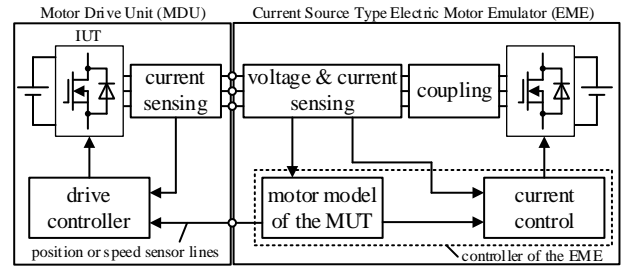 Motor Drive Unit (MDU)
Current Source Type Electric Motor Emulator (EME)
IUT
current
sensing
voltage & current
sensing
coupling
drive
controller
motor model
of the MUT
current
control
position or speed sensor lines
controller of the EME